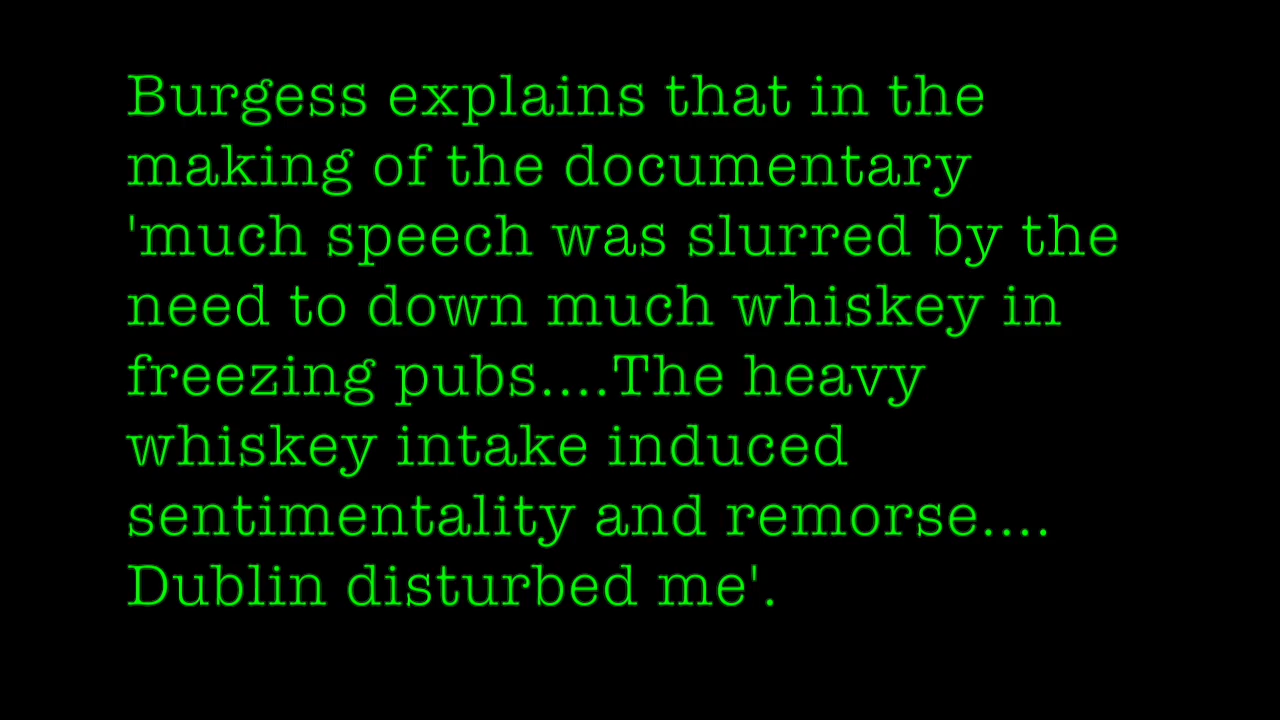 Burgess explains that in the
making of the documentary
'much speech was slurred by the
need to down much whiskey in
freezing pubs....The heavy
whiskey intake induced
sentimentality and remorse....
Dublin disturbed me'.